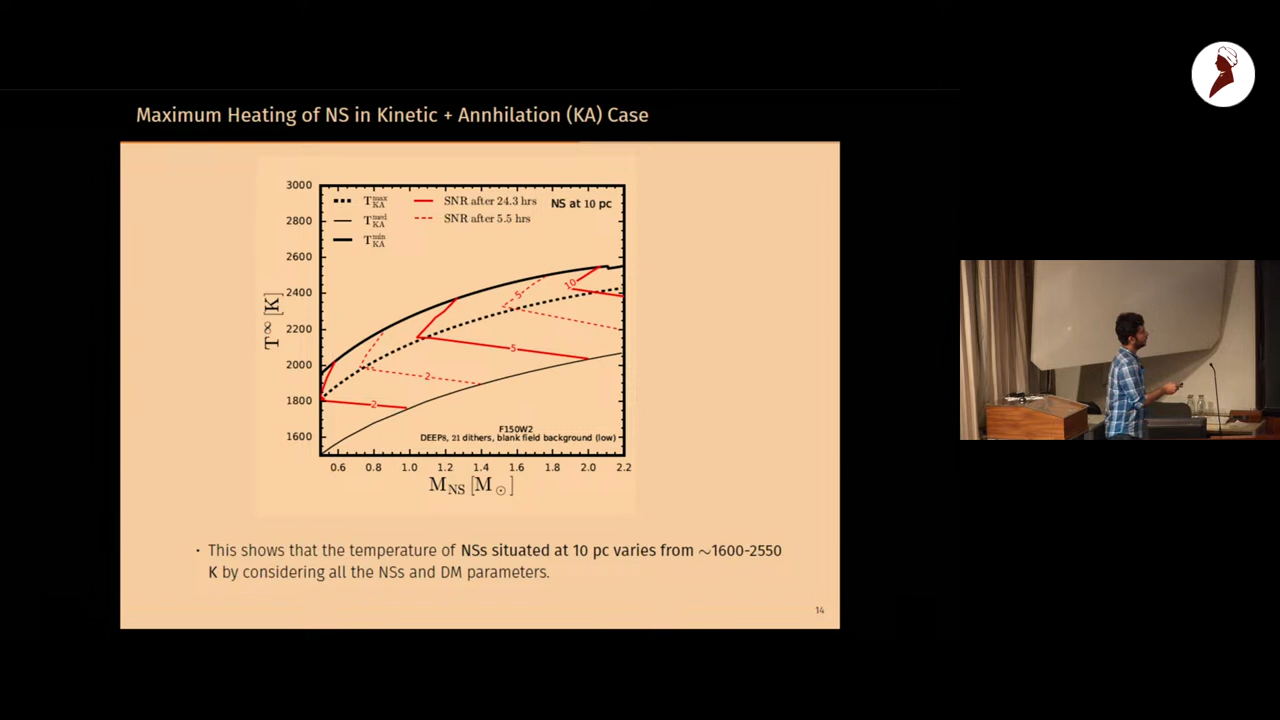 Maximum Heating of NS in Kinetic + Annhilation (KA) Case
3000
2800
2600
2400
2200
2000
1800
1600
T∞ [K]
T^max_KA
T^med_KA
T^min_KA
SNR after 24.3 hrs
SNR after 5.5 hrs
NS at 10 pc
10
5
5
2
2
F150W2
DEEP8, 21 dithers, blank field background (low)
0.6 0.8 1.0 1.2 1.4 1.6 1.8 2.0 2.2
M_NS [M_⊙]
• This shows that the temperature of NSs situated at 10 pc varies from ∼1600-2550
K by considering all the NSs and DM parameters.
14